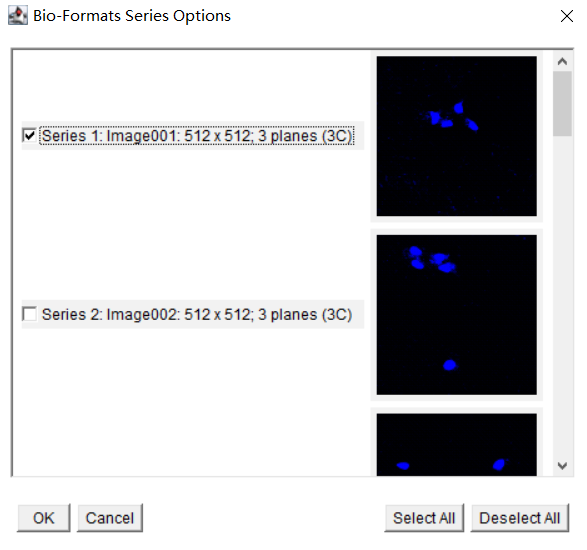 Bio-Formats Series Options
Series 1: Image001: 512 x 512; 3 planes (3C)
Series 2: Image002: 512 x 512; 3 planes (3C)
OK
Cancel
Select All
Deselect All